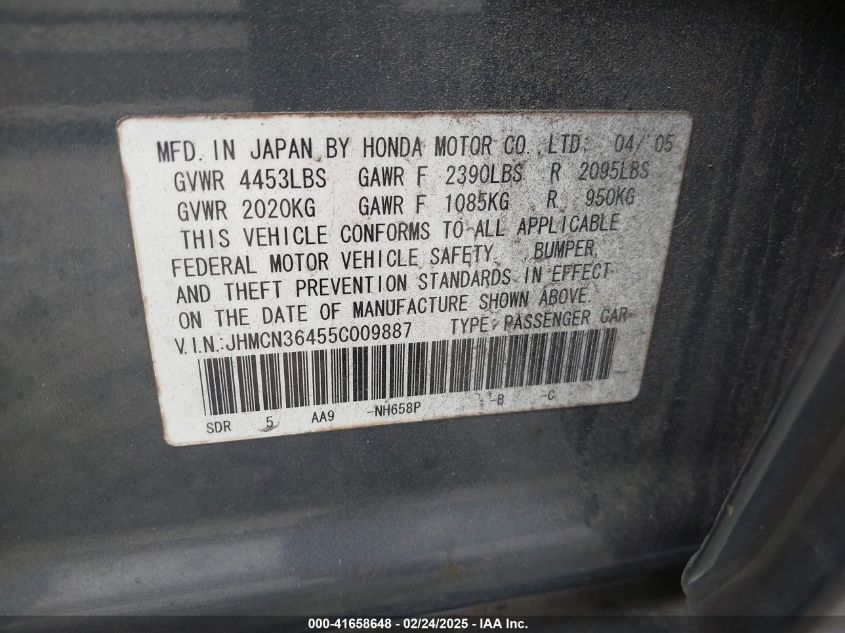 MFD. IN JAPAN BY HONDA MOTOR CO., LTD: 04/'05
GVWR 4453LBS GAWR F 2390LBS R 2095LBS
GVWR 2020KG GAWR F 1085KG R 950KG
THIS VEHICLE CONFORMS TO ALL APPLICABLE
FEDERAL MOTOR VEHICLE SAFETY, BUMPER,
AND THEFT PREVENTION STANDARDS IN EFFECT
ON THE DATE OF MANUFACTURE SHOWN ABOVE.
V.I.N.:JHMCN36455C009887 TYPE: PASSENGER CAR
SDR 5 AA9 -NH658P -B -C
000-41658648 - 02/24/2025 - IAA, Inc.